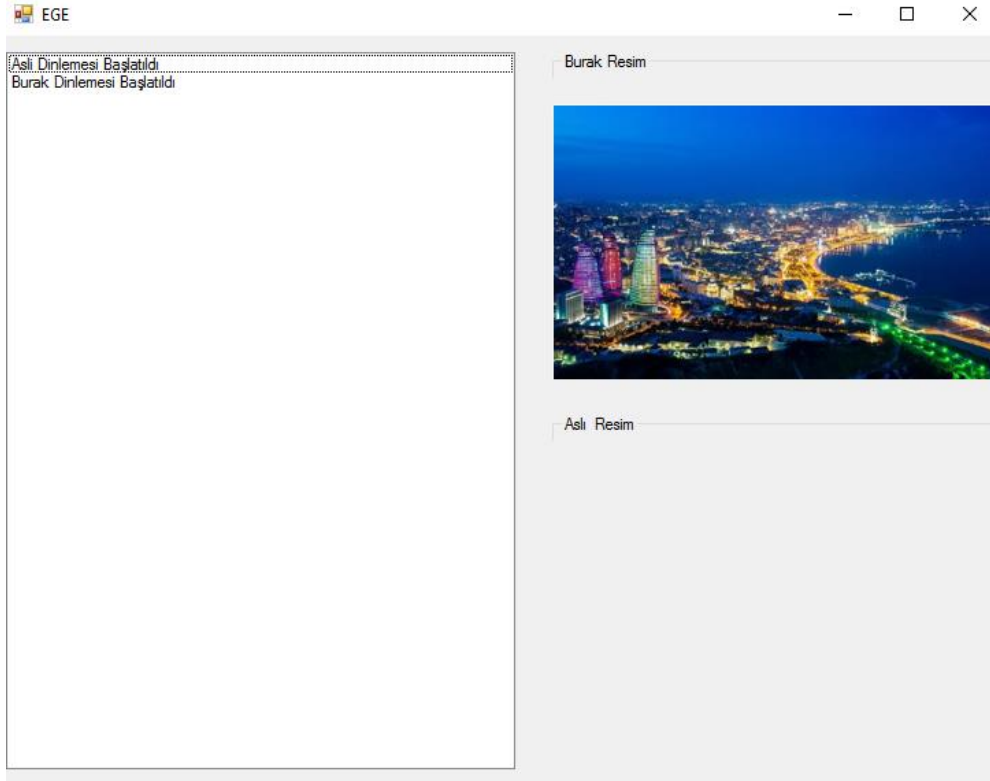 EGE
Asli Dinlemesi Başlatıldı
Burak Dinlemesi Başlatıldı
Burak Resim
Aslı Resim